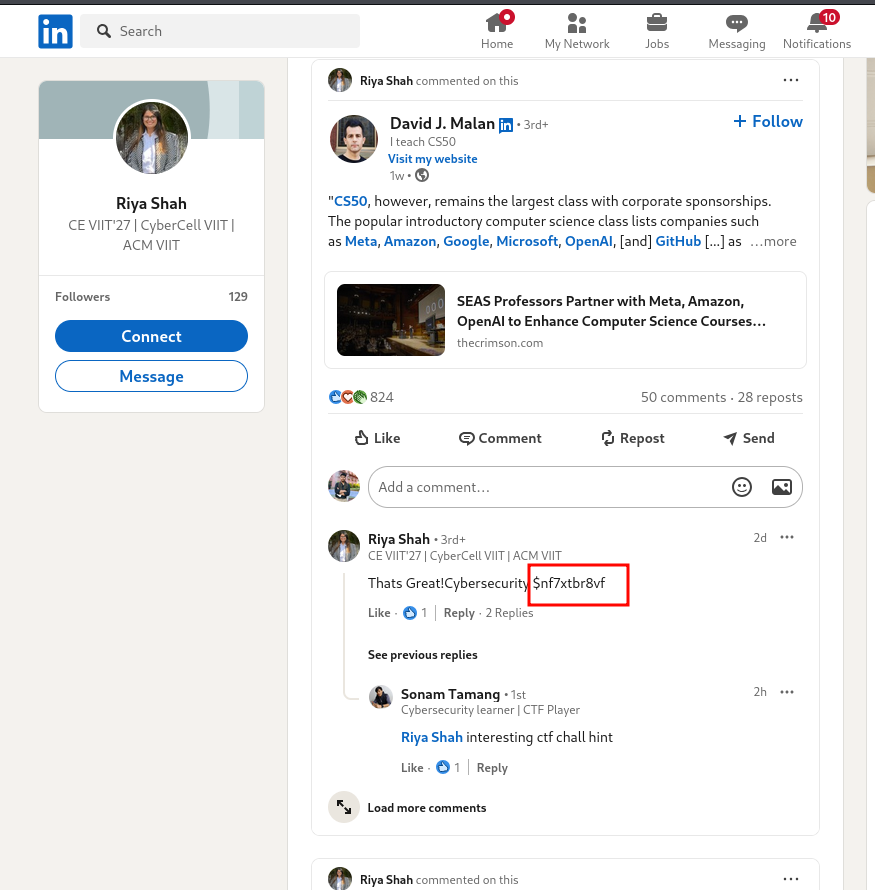 in
Search
Home
My Network
Jobs
Messaging
10
Notifications
Riya Shah
CE VIIT'27 | CyberCell VIIT |
ACM VIIT
Followers 129
Connect
Message
Riya Shah commented on this
David J. Malan in • 3rd+
+ Follow
I teach CS50
Visit my website
1w •
"CS50, however, remains the largest class with corporate sponsorships.
The popular introductory computer science class lists companies such
as Meta, Amazon, Google, Microsoft, OpenAI, [and] GitHub [...] as …more
SEAS Professors Partner with Meta, Amazon,
OpenAI to Enhance Computer Science Courses…
thecrimson.com
824
50 comments · 28 reposts
Like Comment Repost Send
Add a comment…
Riya Shah • 3rd+
2d
CE VIIT'27 | CyberCell VIIT | ACM VIIT
Thats Great!Cybersecurity $nf7xtbr8vf
Like · 1 | Reply · 2 Replies
See previous replies
Sonam Tamang • 1st
2h
Cybersecurity learner | CTF Player
Riya Shah interesting ctf chall hint
Like · 1 | Reply
Load more comments
Riya Shah commented on this